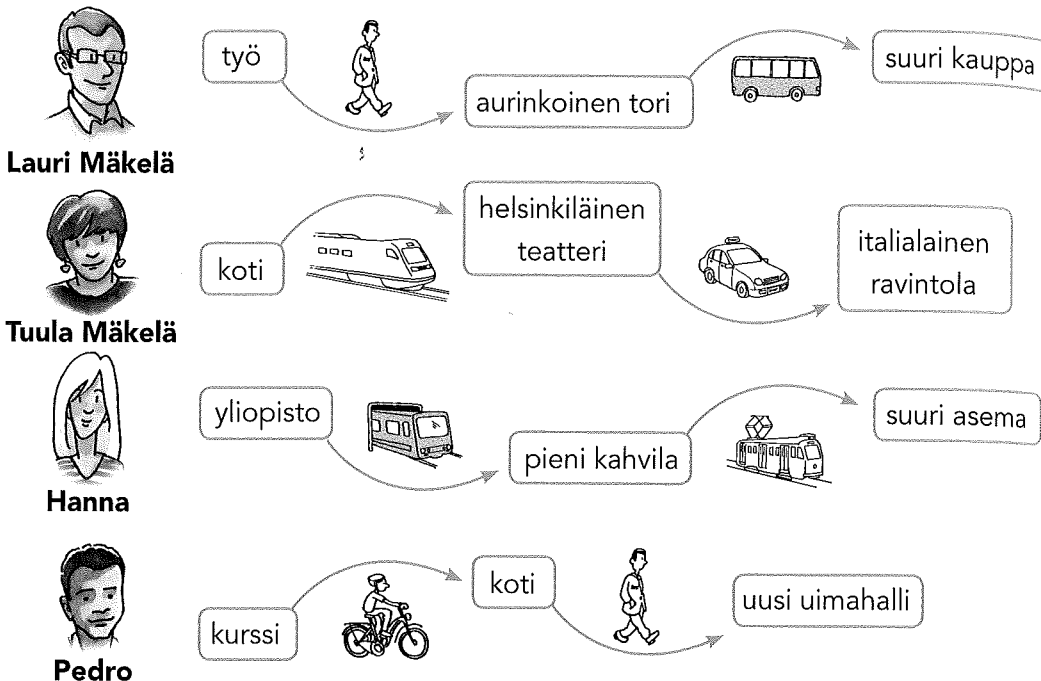 työ
aurinkoinen tori
suuri kauppa
Lauri Mäkelä
koti
helsinkiläinen
teatteri
italialainen
ravintola
Tuula Mäkelä
yliopisto
pieni kahvila
suuri asema
Hanna
kurssi
koti
uusi uimahalli
Pedro